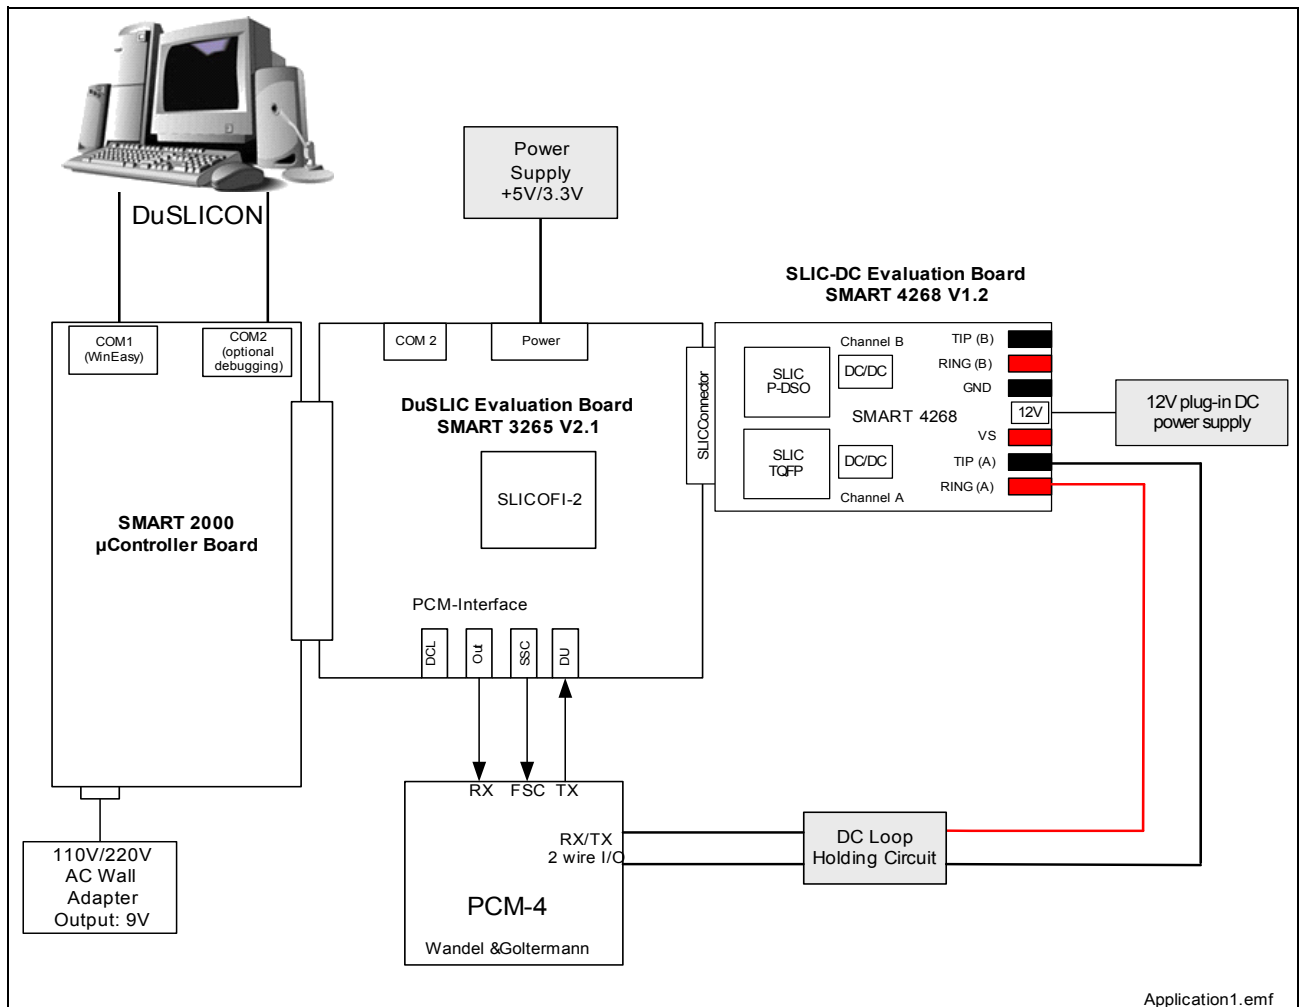 DuSLICON
Power
Supply
+5V/3.3V
SLIC-DC Evaluation Board
SMART 4268 V1.2
COM1
(WinEasy)
COM2
(optional
debugging)
COM 2
Power
DuSLIC Evaluation Board
SMART 3265 V2.1
SLICOFI-2
SMART 2000
µController Board
PCM-Interface
DCL
Out
SSC
DU
SLICConnector
Channel B
SLIC
P-DSO
DC/DC
SMART 4268
SLIC
TQFP
DC/DC
Channel A
TIP (B)
RING (B)
GND
12V
VS
TIP (A)
RING (A)
12V plug-in DC
power supply
RX FSC TX
RX/TX
2 wire I/O
PCM-4
Wandel &Goltermann
DC Loop
Holding Circuit
110V/220V
AC Wall
Adapter
Output: 9V
Application1.emf